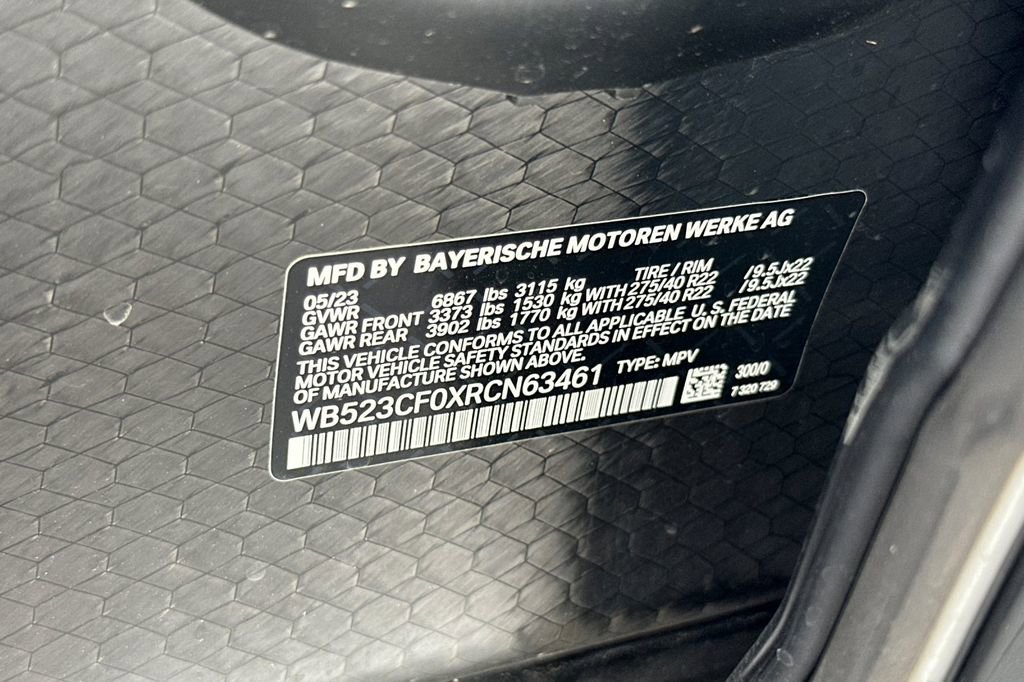 MFD BY BAYERISCHE MOTOREN WERKE AG
05/23 TIRE / RIM
GVWR 6867 lbs 3115 kg
GAWR FRONT 3373 lbs 1530 kg WITH 275/40 R22 / 9.5Jx22
GAWR REAR 3902 lbs 1770 kg WITH 275/40 R22 / 9.5Jx22
THIS VEHICLE CONFORMS TO ALL APPLICABLE U. S. FEDERAL
MOTOR VEHICLE SAFETY STANDARDS IN EFFECT ON THE DATE
OF MANUFACTURE SHOWN ABOVE.
WB523CF0XRCN63461 TYPE: MPV
300/0
7 320 729